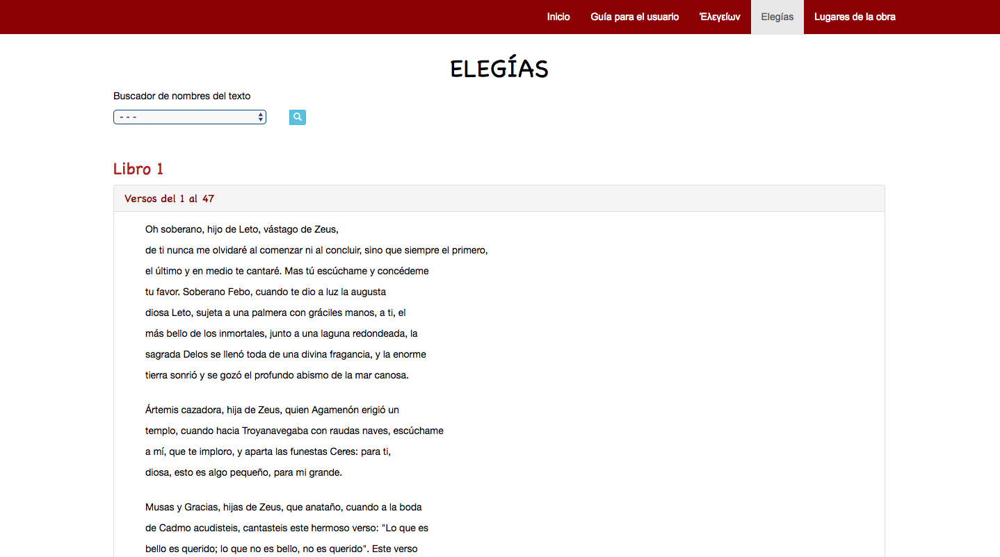 Inicio Guía para el usuario Ἐλεγείων Elegías Lugares de la obra
ELEGÍAS
Buscador de nombres del texto
- - -
Libro 1
Versos del 1 al 47
Oh soberano, hijo de Leto, vástago de Zeus,
de ti nunca me olvidaré al comenzar ni al concluir, sino que siempre el primero,
el último y en medio te cantaré. Mas tú escúchame y concédeme
tu favor. Soberano Febo, cuando te dio a luz la augusta
diosa Leto, sujeta a una palmera con gráciles manos, a ti, el
más bello de los inmortales, junto a una laguna redondeada, la
sagrada Delos se llenó toda de una divina fragancia, y la enorme
tierra sonrió y se gozó el profundo abismo de la mar canosa.
Ártemis cazadora, hija de Zeus, quien Agamenón erigió un
templo, cuando hacia Troyanavegaba con raudas naves, escúchame
a mí, que te imploro, y aparta las funestas Ceres: para ti,
diosa, esto es algo pequeño, para mi grande.
Musas y Gracias, hijas de Zeus, que anataño, cuando a la boda
de Cadmo acudisteis, cantasteis este hermoso verso: "Lo que es
bello es querido; lo que no es bello, no es querido". Este verso